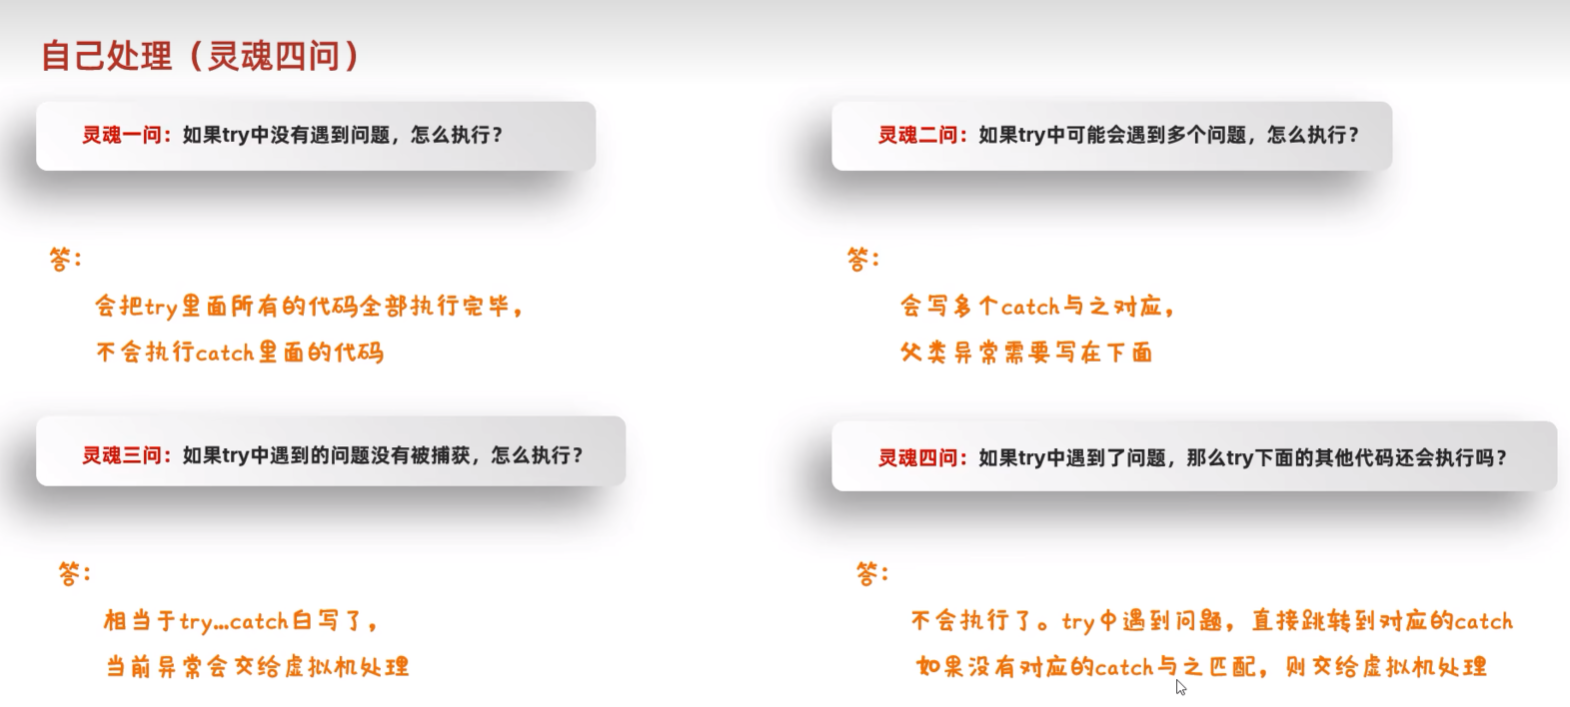 自己处理（灵魂四问）
灵魂一问：如果try中没有遇到问题，怎么执行？
答：
会把try里面所有的代码全部执行完毕，
不会执行catch里面的代码
灵魂二问：如果try中可能会遇到多个问题，怎么执行？
答：
会写多个catch与之对应，
父类异常需要写在下面
灵魂三问：如果try中遇到的问题没有被捕获，怎么执行？
答：
相当于try...catch白写了，
当前异常会交给虚拟机处理
灵魂四问：如果try中遇到了问题，那么try下面的其他代码还会执行吗？
答：
不会执行了。try中遇到问题，直接跳转到对应的catch
如果没有对应的catch与之匹配，则交给虚拟机处理